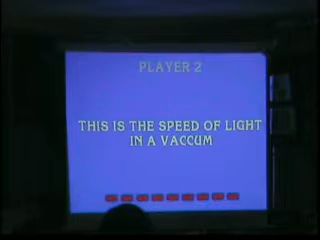 PLAYER 2
THIS IS THE SPEED OF LIGHT
IN A VACCUM